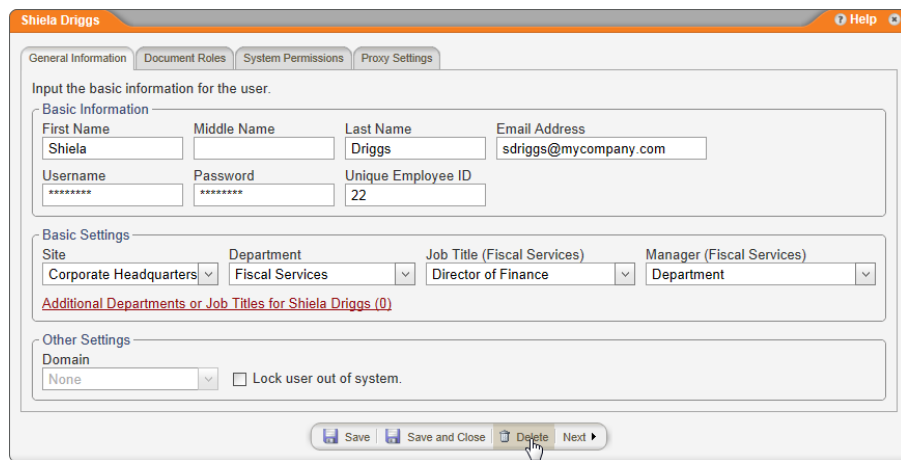 Shiela Driggs Help
General Information Document Roles System Permissions Proxy Settings
Input the basic information for the user.
Basic Information
First Name Middle Name Last Name Email Address
Shiela Driggs sdriggs@mycompany.com
Username Password Unique Employee ID
******** ******** 22
Basic Settings
Site Department Job Title (Fiscal Services) Manager (Fiscal Services)
Corporate Headquarters Fiscal Services Director of Finance Department
Additional Departments or Job Titles for Shiela Driggs (0)
Other Settings
Domain
None Lock user out of system.
Save Save and Close Delete Next